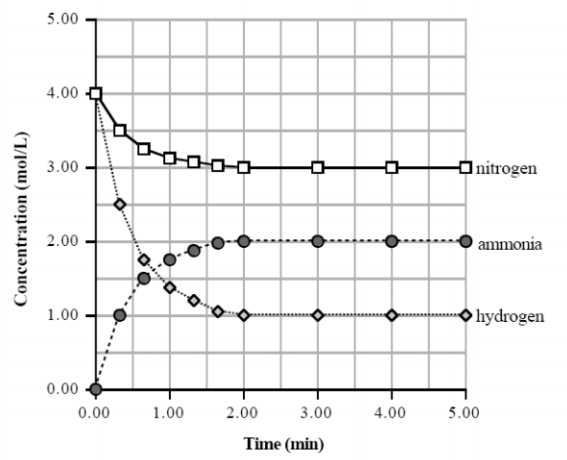 5.00
4.00
3.00
2.00
1.00
0.00
Concentration (mol/L)
nitrogen
ammonia
hydrogen
0.00 1.00 2.00 3.00 4.00 5.00
Time (min)